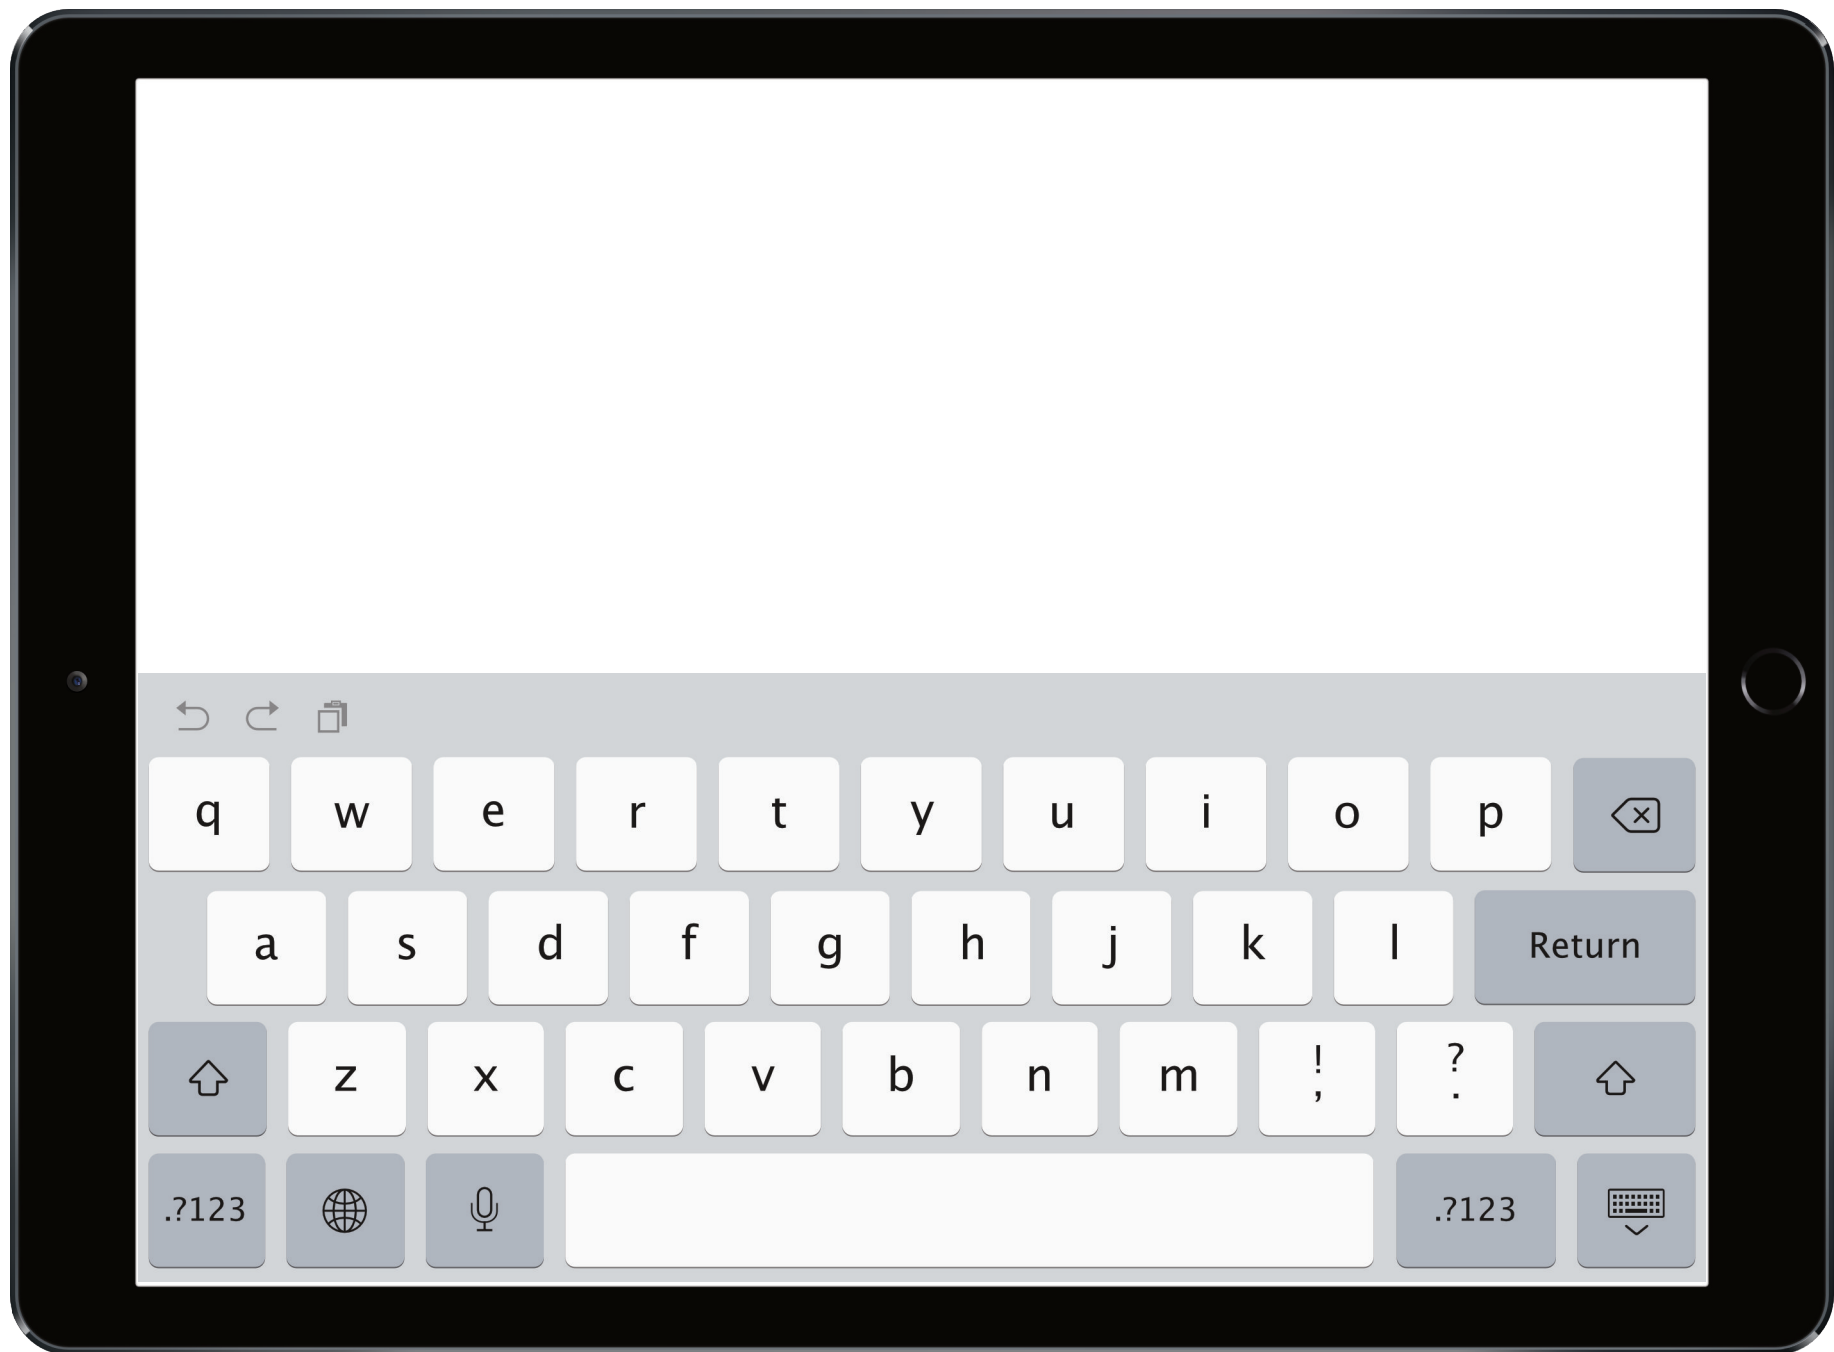 q w e r t y u i o p
a s d f g h j k l Return
z x c v b n m ! , ? .
.?123 .?123